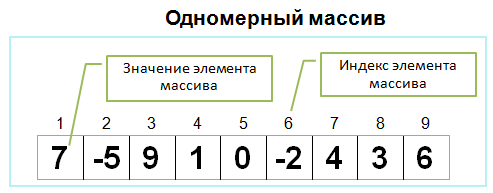 Одномерный массив
Значение элемента
массива
Индекс элемента
массива
1 2 3 4 5 6 7 8 9
7 -5 9 1 0 -2 4 3 6